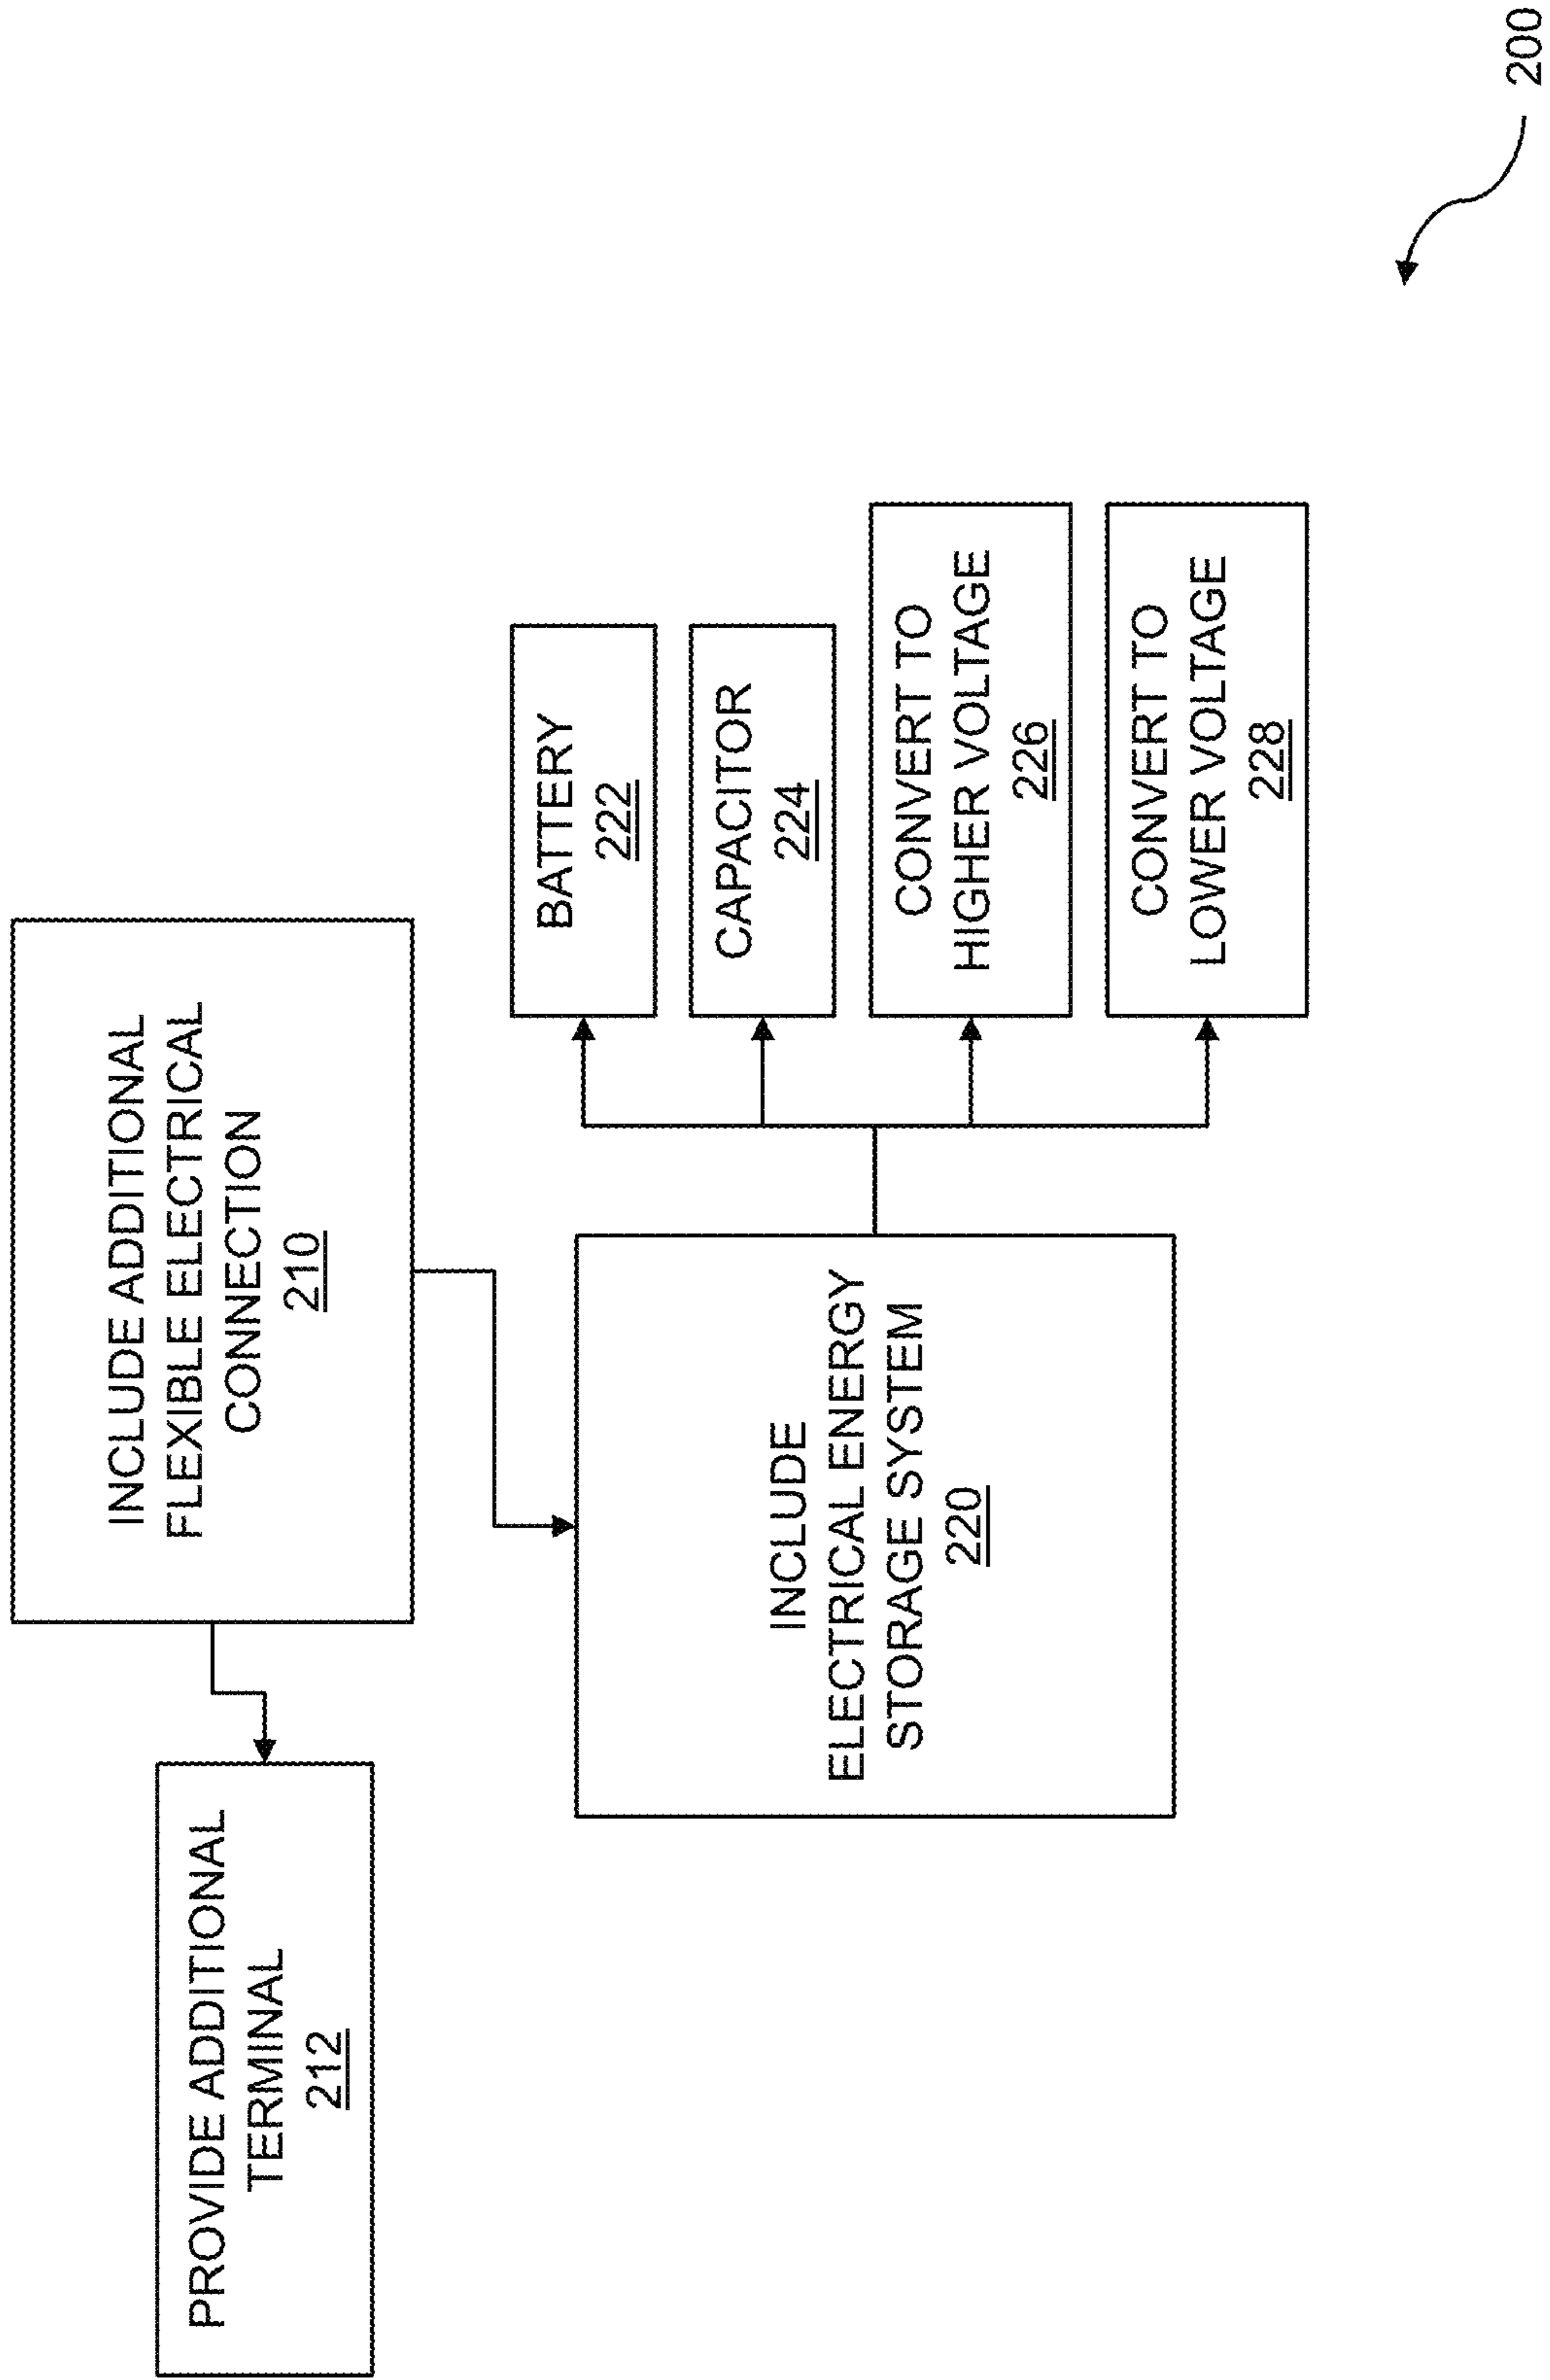 INCLUDE ADDITIONAL
FLEXIBLE ELECTRICAL
CONNECTION
210
PROVIDE ADDITIONAL
TERMINAL
212
INCLUDE
ELECTRICAL ENERGY
STORAGE SYSTEM
220
BATTERY
222
CAPACITOR
224
CONVERT TO
HIGHER VOLTAGE
226
CONVERT TO
LOWER VOLTAGE
228
200